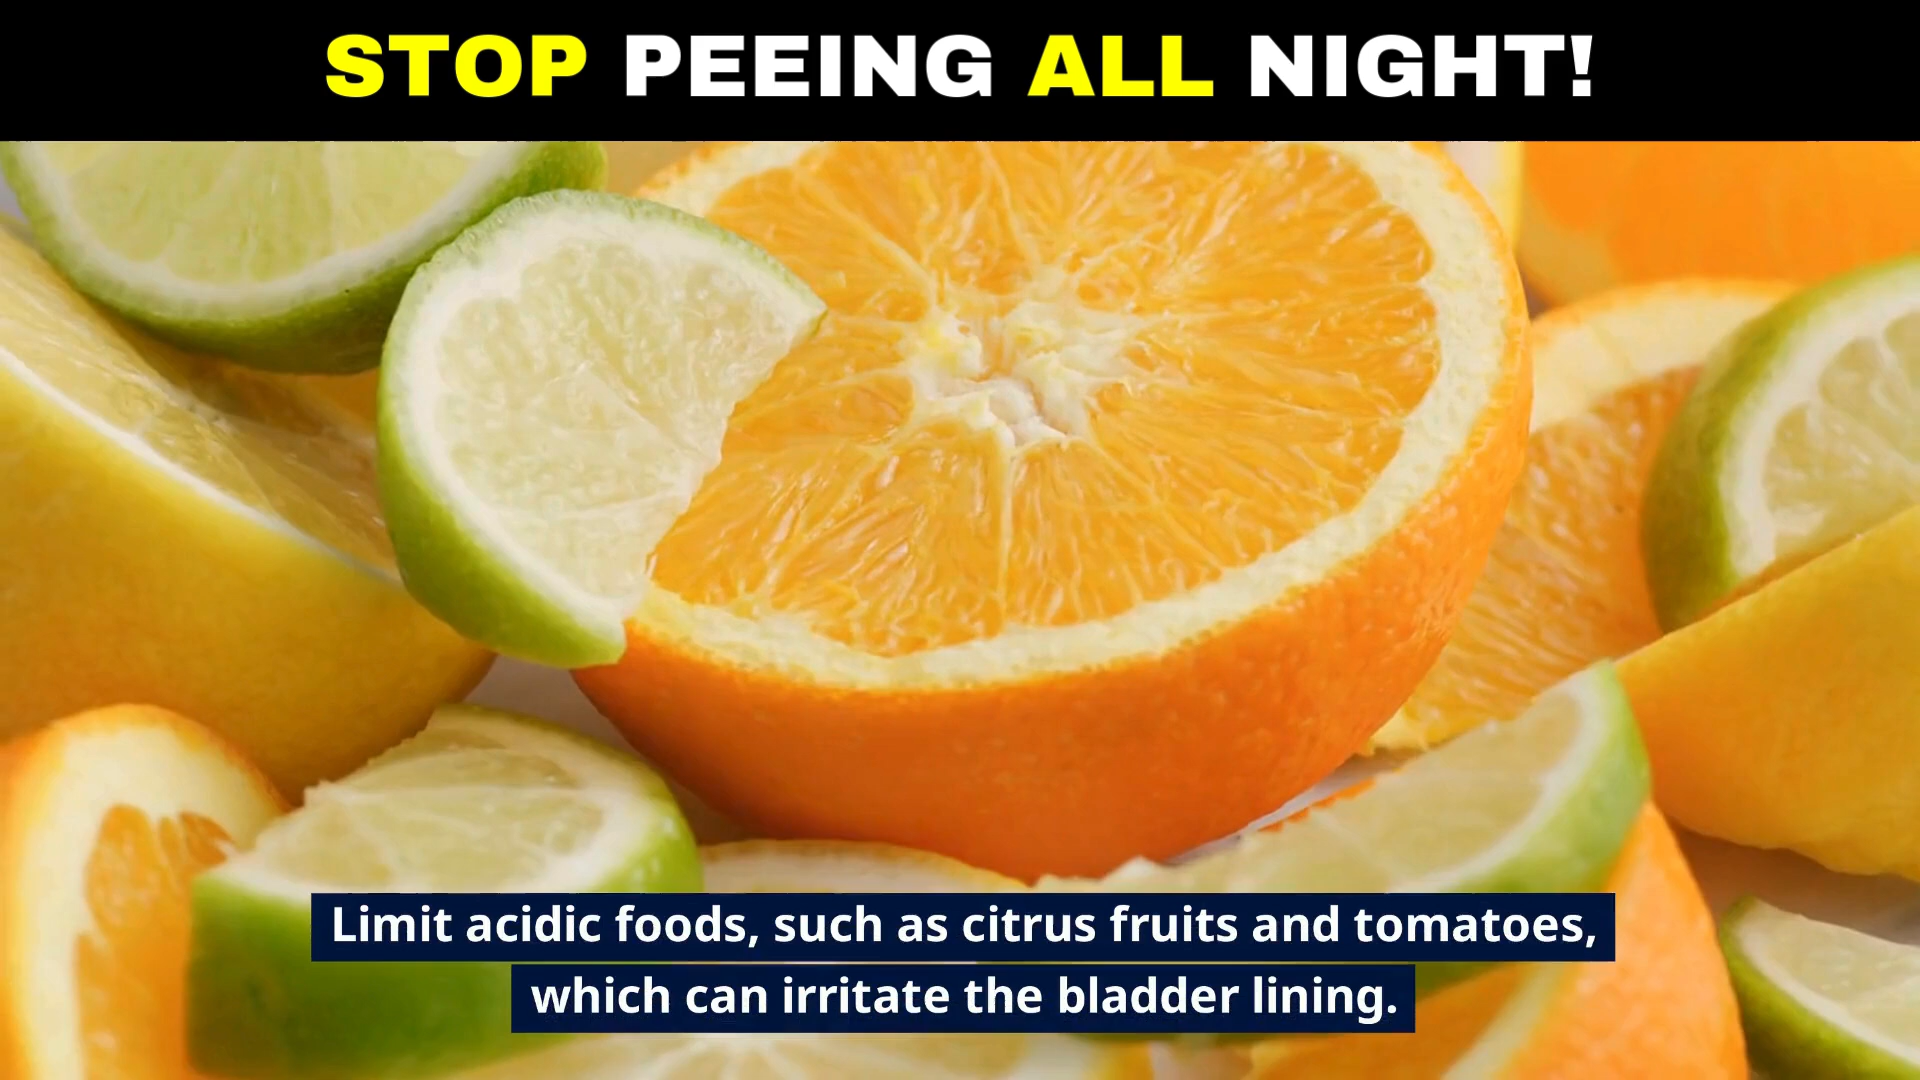 STOP PEEING ALL NIGHT!
Limit acidic foods, such as citrus fruits and tomatoes,
which can irritate the bladder lining.